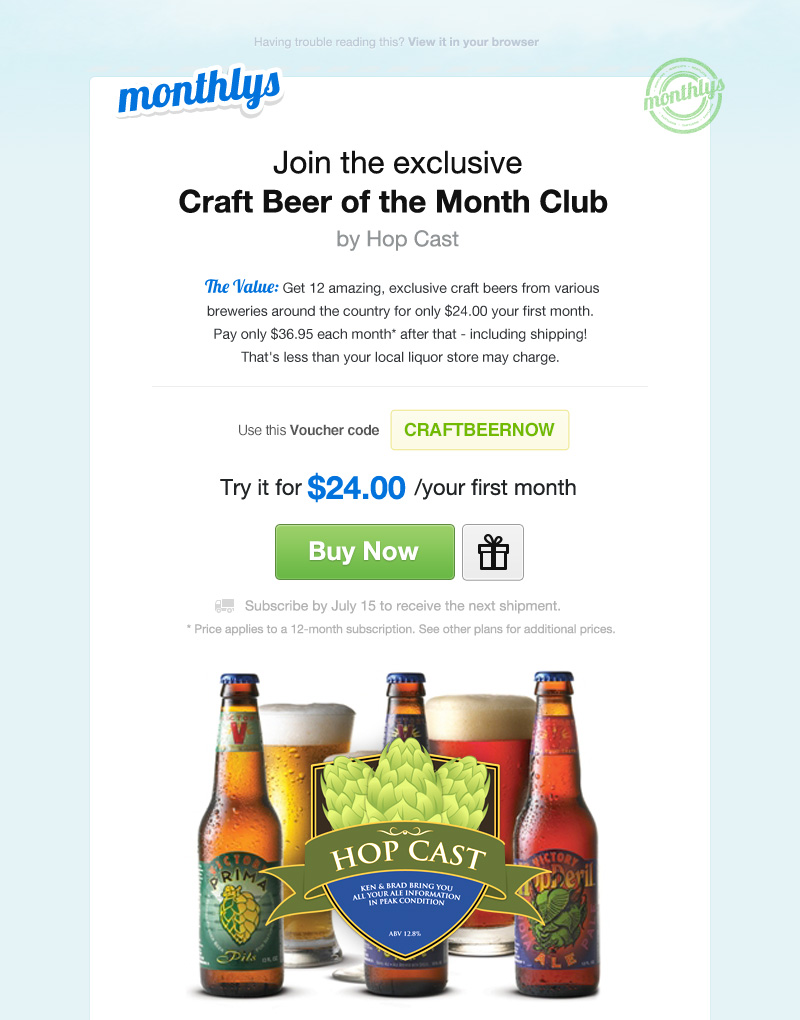 Having trouble reading this? View it in your browser
monthlys
monthlys
Join the exclusive
Craft Beer of the Month Club
by Hop Cast
The Value: Get 12 amazing, exclusive craft beers from various
breweries around the country for only $24.00 your first month.
Pay only $36.95 each month* after that - including shipping!
That's less than your local liquor store may charge.
Use this Voucher code CRAFTBEERNOW
Try it for $24.00 /your first month
Buy Now
Subscribe by July 15 to receive the next shipment.
* Price applies to a 12-month subscription. See other plans for additional prices.
V
HOP CAST
KEN & BRAD BRING YOU
ALL YOUR ALE INFORMATION
IN PEAK CONDITION
ABV 12.8%
VICTORY
PRIMA
Pils
VICTORY
ALE